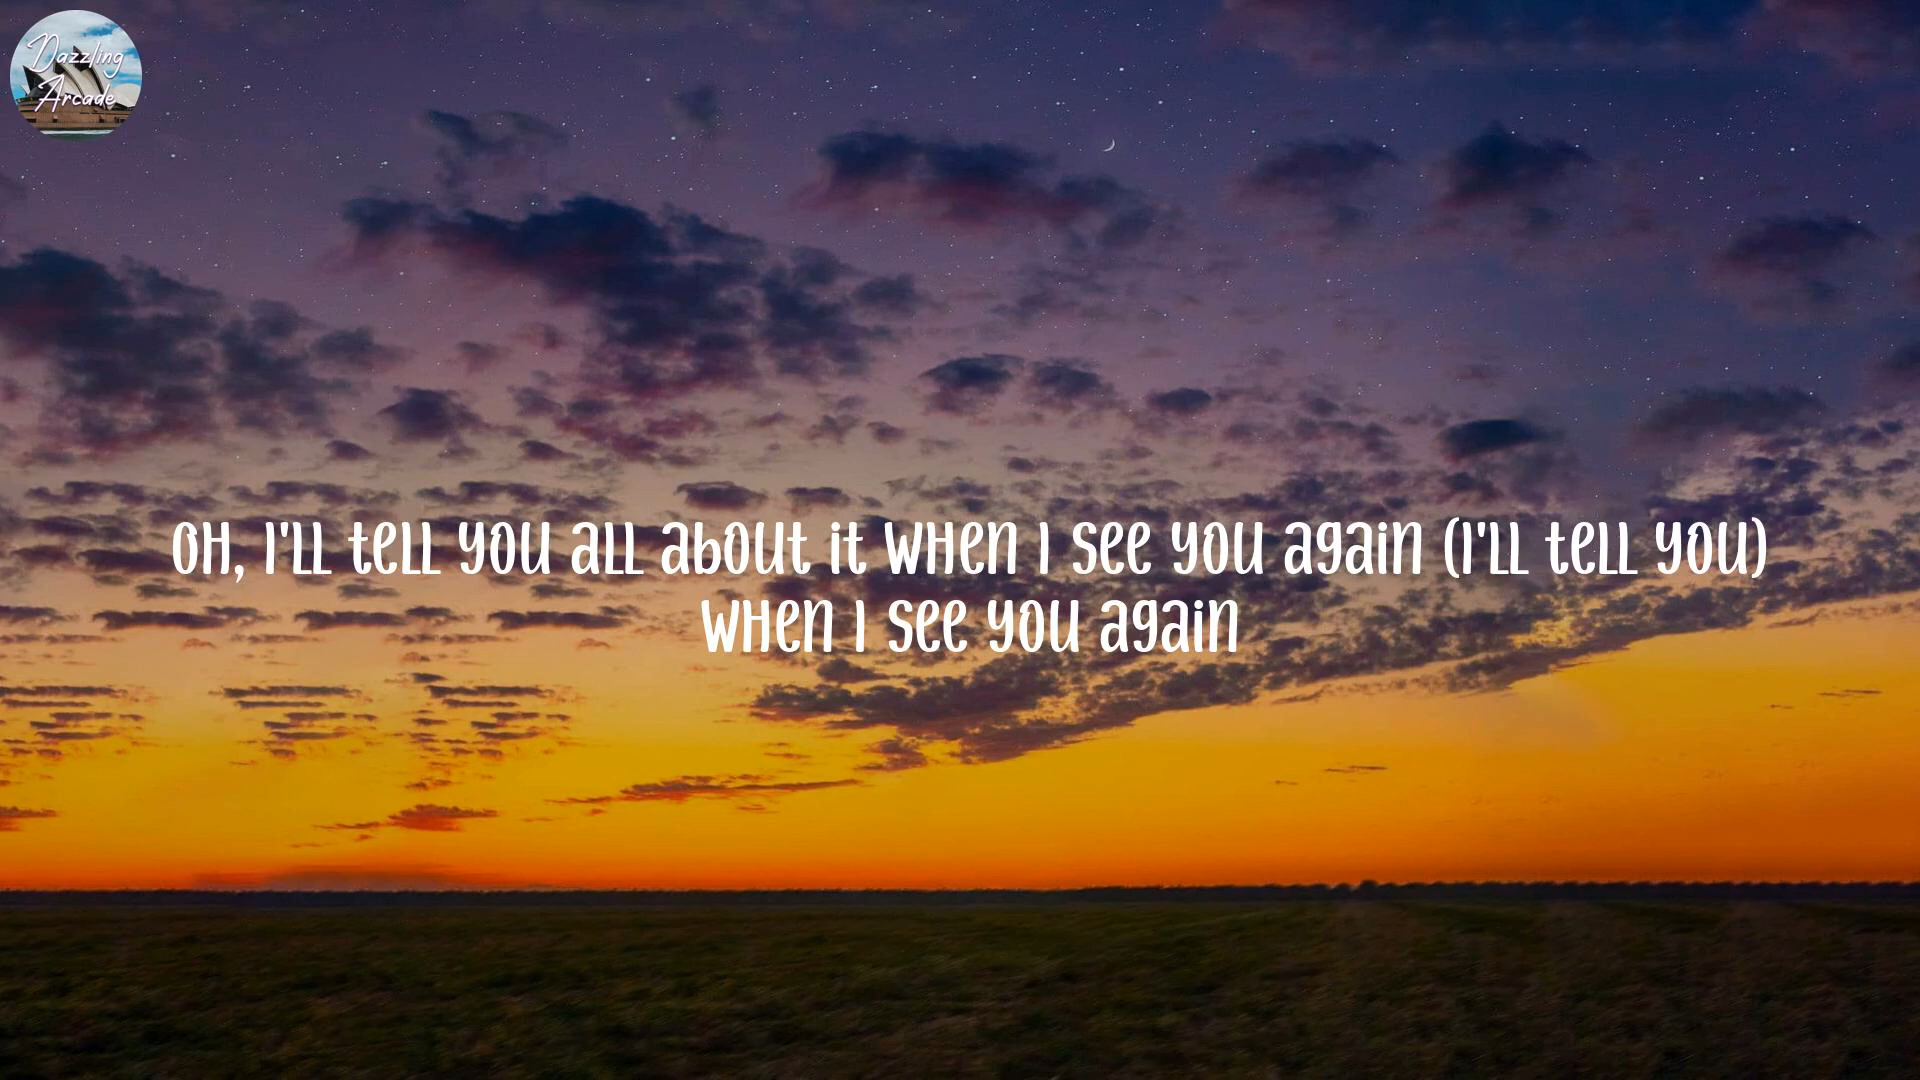 Dazzling
Arcade
OH, I'LL tell you all about it when I see you again (I'LL tell you)
when I see you again